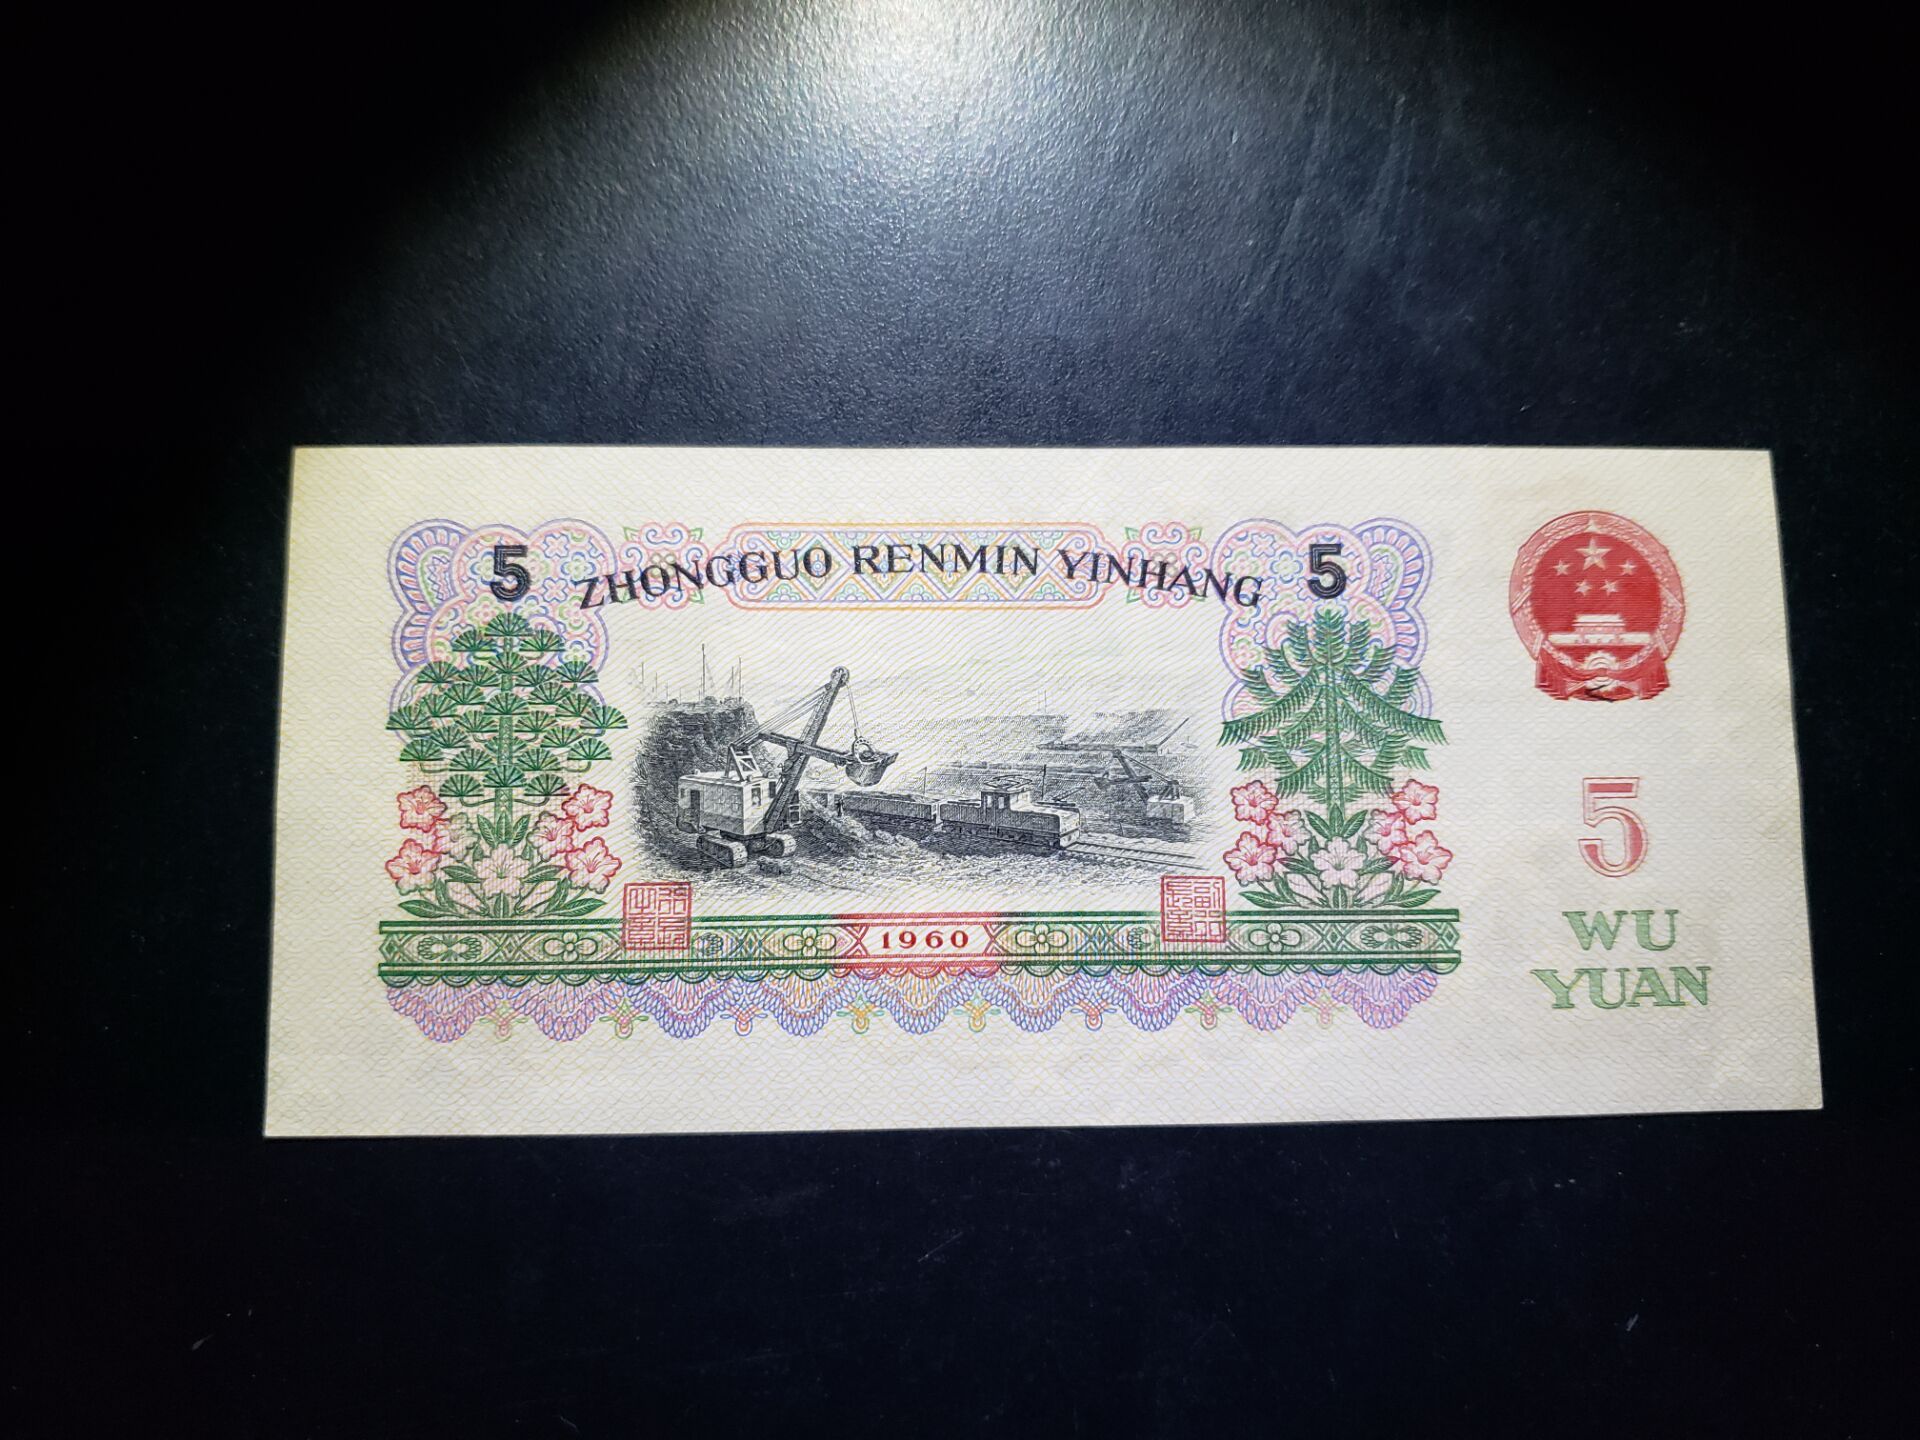 5 ZHONGGUO RENMIN YINHANG 5
1960
5
WU
YUAN